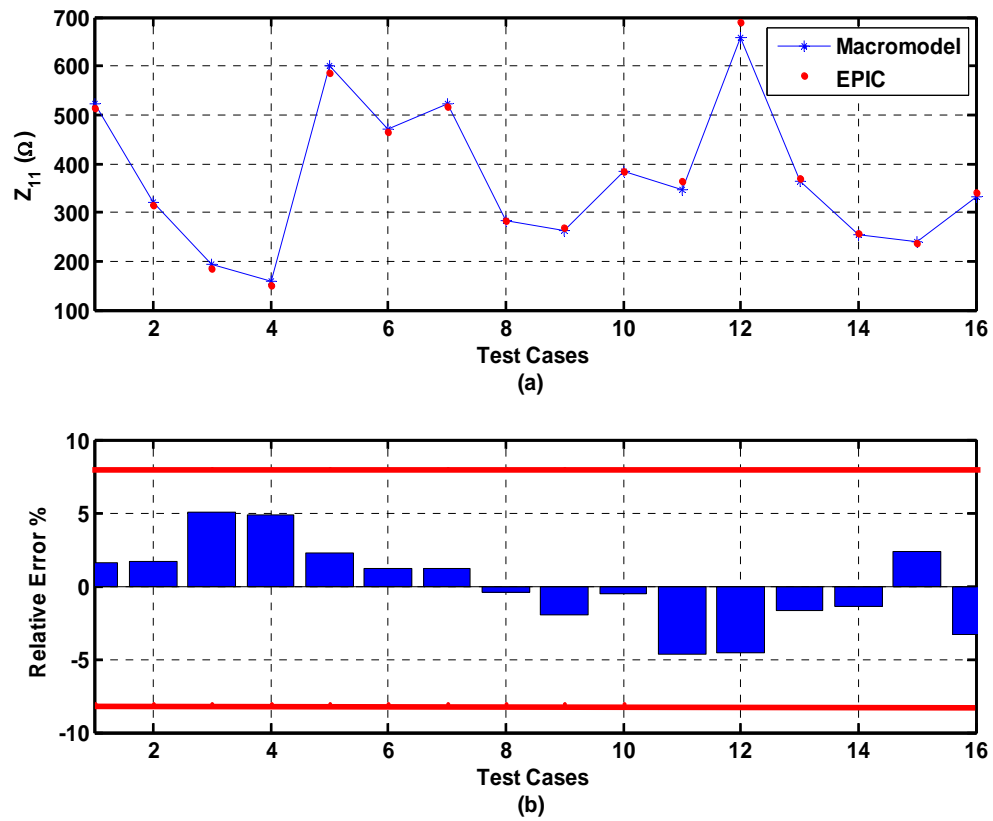 700
600
500
400
300
200
100
Z11 (Ω)
Macromodel
EPIC
2 4 6 8 10 12 14 16
Test Cases
(a)
10
5
0
-5
-10
Relative Error %
2 4 6 8 10 12 14 16
Test Cases
(b)